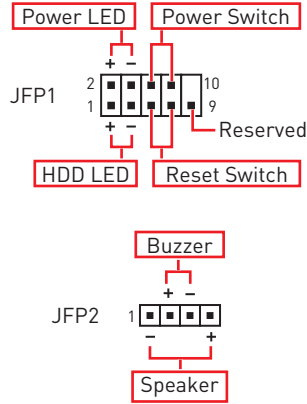 Power LED Power Switch
+ −
2 10
JFP1
1 9
+ − Reserved
HDD LED Reset Switch
Buzzer
+ −
JFP2 1
− +
Speaker